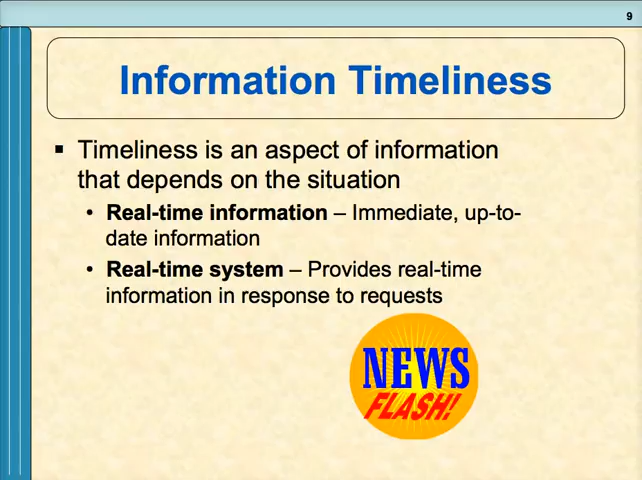 9
Information Timeliness
▪ Timeliness is an aspect of information
that depends on the situation
• Real-time information – Immediate, up-to-
date information
• Real-time system – Provides real-time
information in response to requests
NEWS
FLASH!